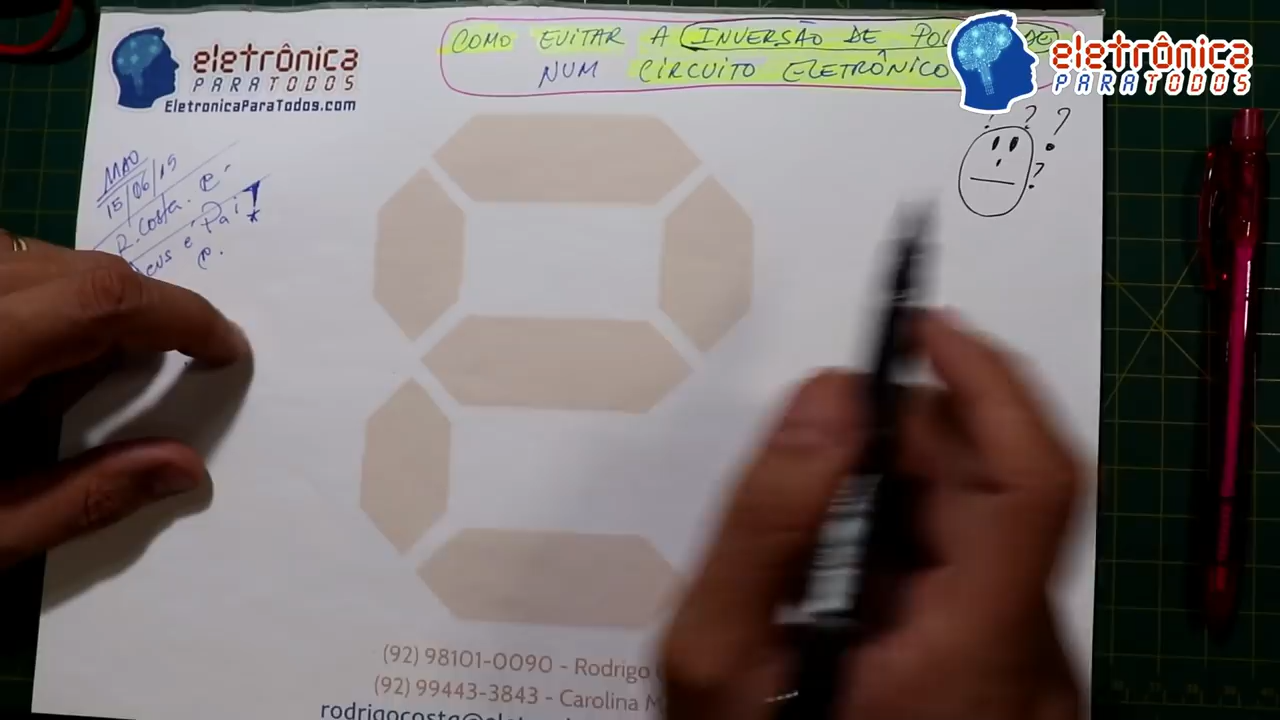 COMO EVITAR A INVERSÃO DE
NUM CIRCUITO ELETRÔNICO
eletrônica
PARATODOS
EletronicaParaTodos.com
eletrônica
PARATODOS
MAO
15/06/15
R. Costa.
e Pai!
? ? ?
?
(92) 98101-0090 - Rodrigo
(92) 99443-3843 - Carolina M